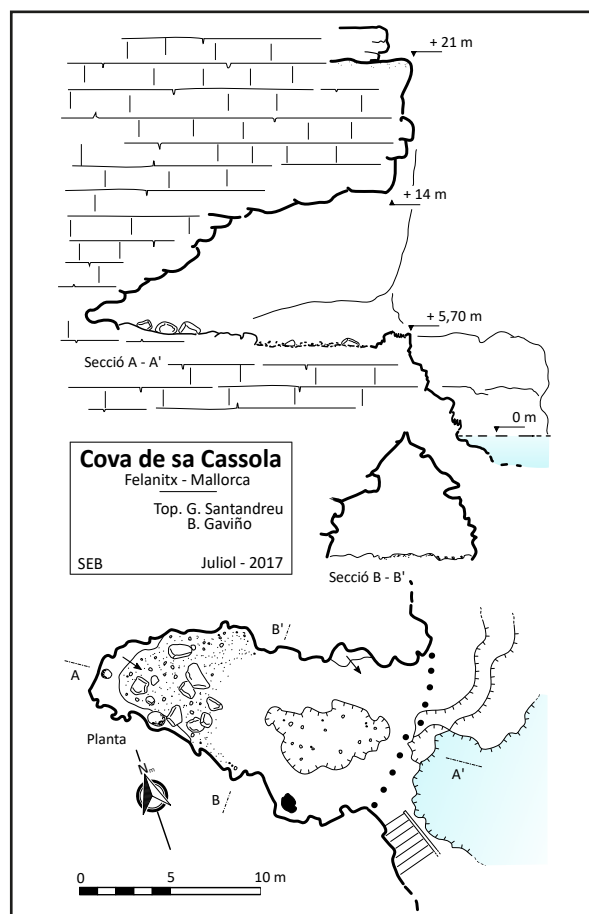 + 21 m
+ 14 m
+ 5,70 m
Secció A - A'
0 m
Cova de sa Cassola
Felanitx - Mallorca
Top. G. Santandreu
B. Gaviño
SEB Juliol - 2017
Secció B - B'
B'
A
Planta
A'
Nm
B
0 5 10 m